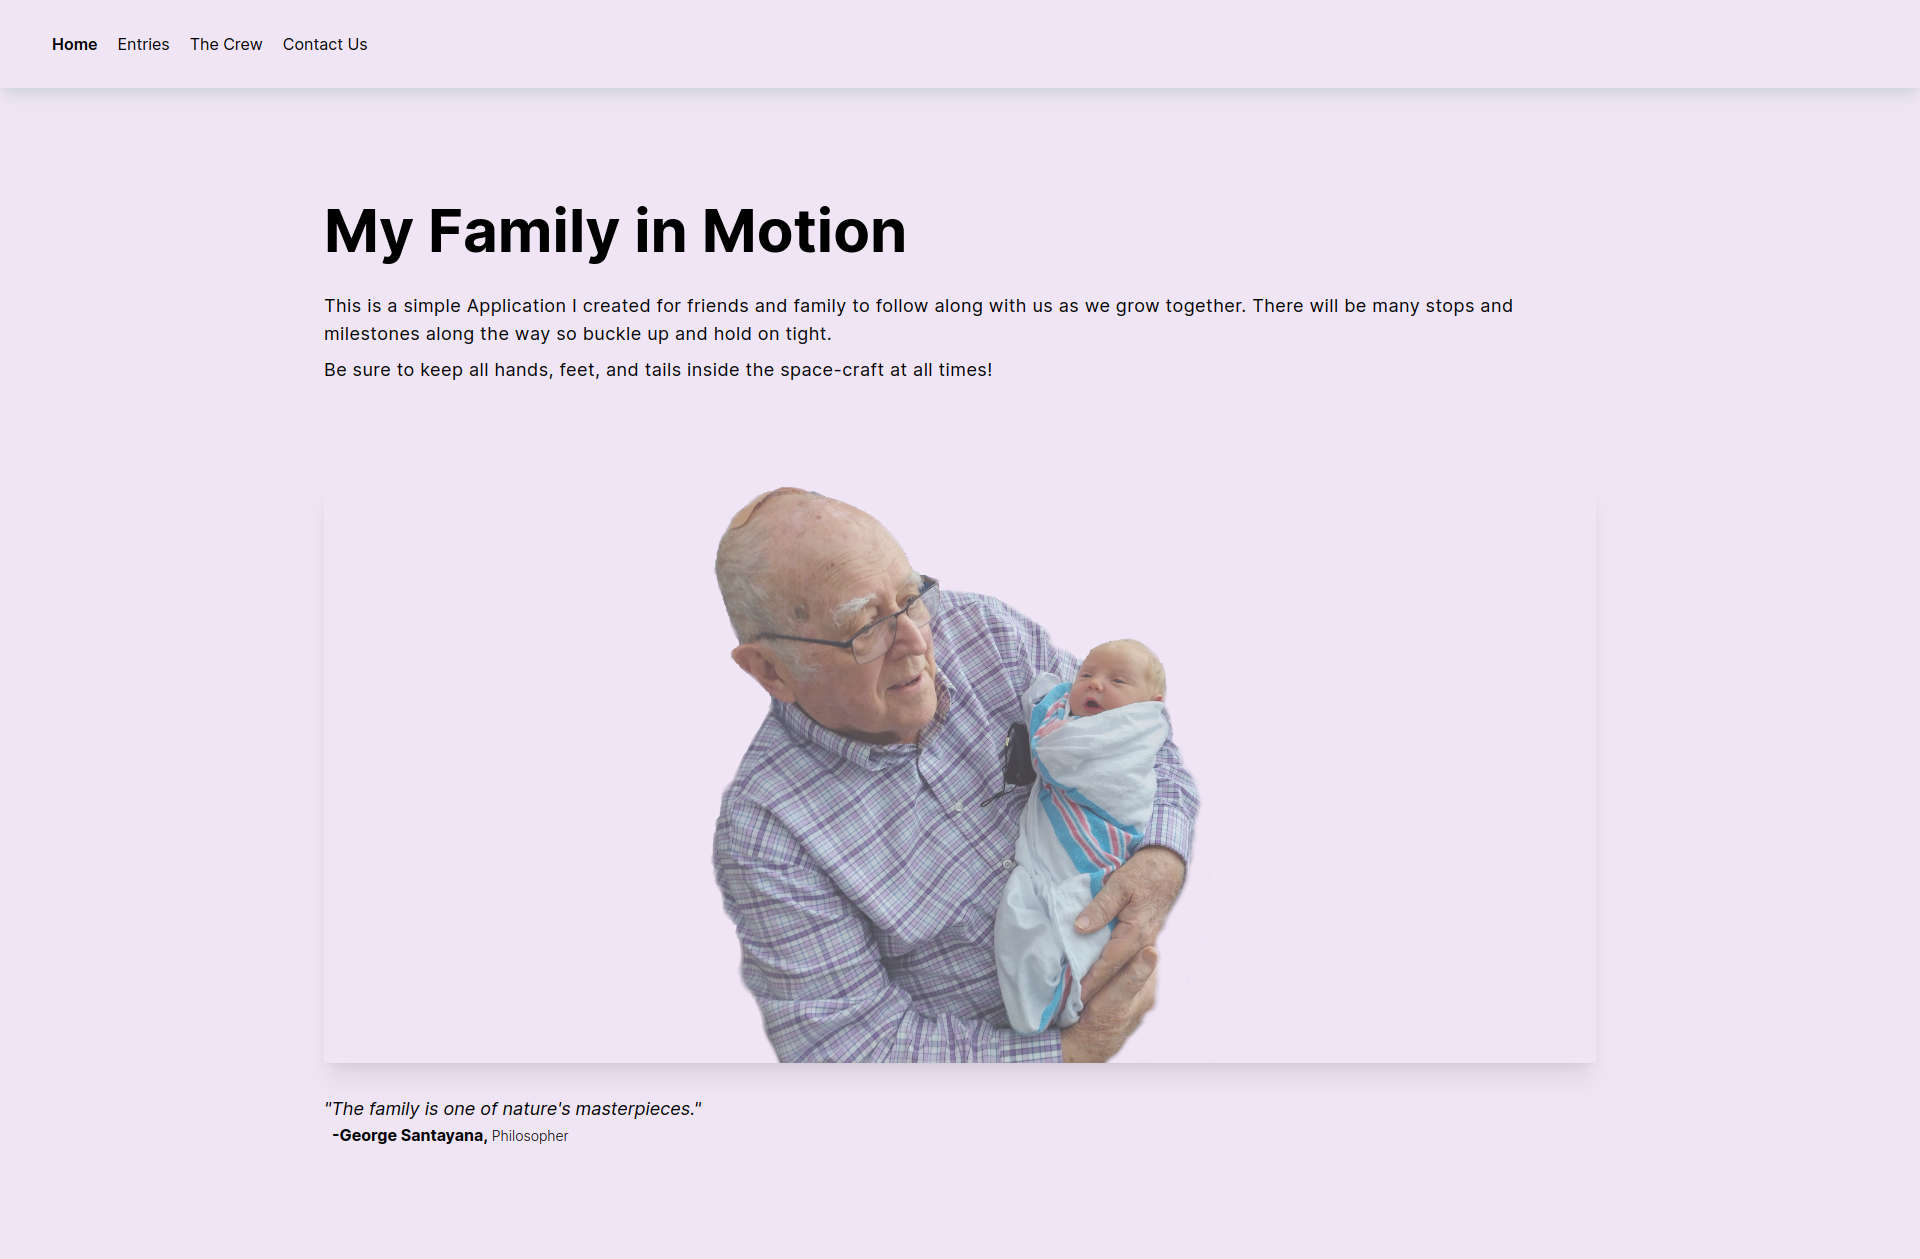 Home Entries The Crew Contact Us
My Family in Motion
This is a simple Application I created for friends and family to follow along with us as we grow together. There will be many stops and
milestones along the way so buckle up and hold on tight.
Be sure to keep all hands, feet, and tails inside the space-craft at all times!
"The family is one of nature's masterpieces."
-George Santayana, Philosopher